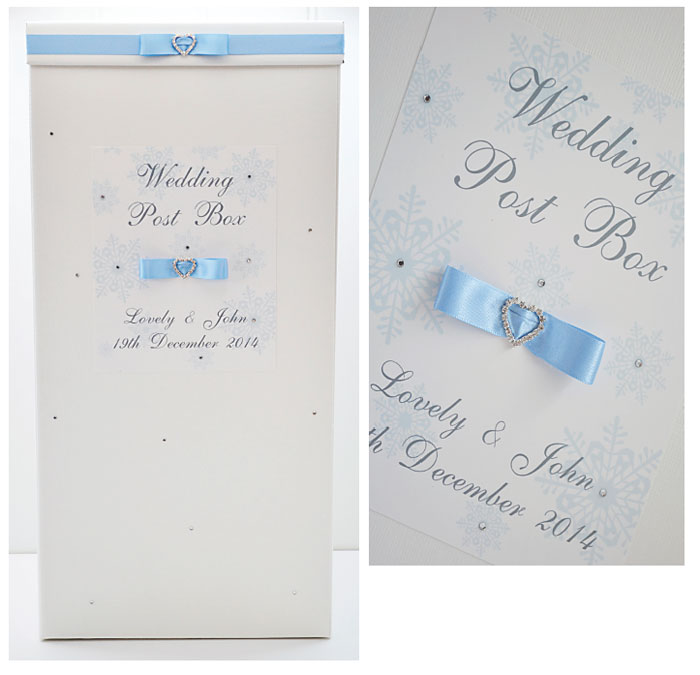 Wedding
Post Box
Lovely & John
19th December 2014
Wedding
Post Box
Lovely & John
th December 2014